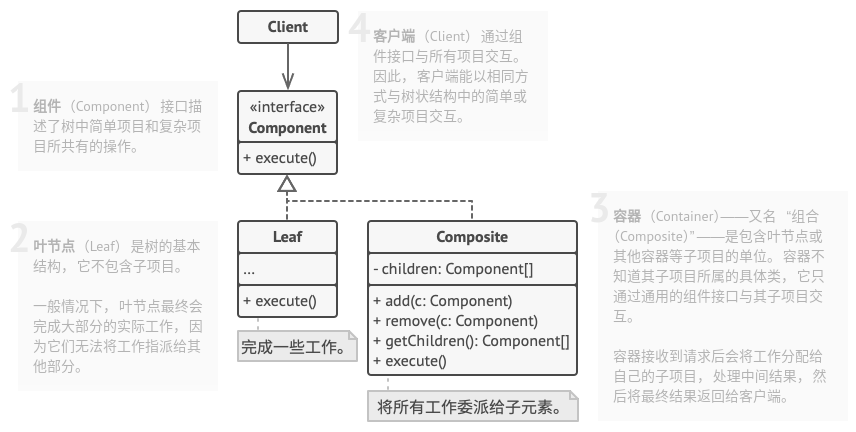 Client
4
客户端（Client）通过组
件接口与所有项目交互。
因此，客户端能以相同方
式与树状结构中的简单或
复杂项目交互。
1
组件（Component）接口描
述了树中简单项目和复杂项
目所共有的操作。
«interface»
Component
+ execute()
2
叶节点（Leaf）是树的基本
结构，它不包含子项目。
一般情况下，叶节点最终会
完成大部分的实际工作，因
为它们无法将工作指派给其
他部分。
Leaf
...
+ execute()
完成一些工作。
Composite
- children: Component[]
+ add(c: Component)
+ remove(c: Component)
+ getChildren(): Component[]
+ execute()
将所有工作委派给子元素。
3
容器（Container）——又名 “组合
（Composite）”——是包含叶节点或
其他容器等子项目的单位。容器不
知道其子项目所属的具体类，它只
通过通用的组件接口与其子项目交
互。
容器接收到请求后会将工作分配给
自己的子项目，处理中间结果，然
后将最终结果返回给客户端。